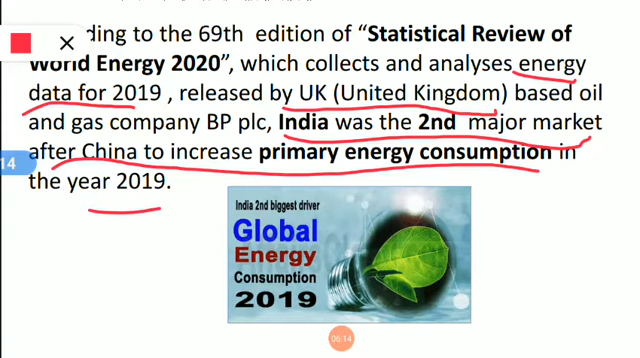 ding to the 69th edition of “Statistical Review of
World Energy 2020”, which collects and analyses energy
data for 2019 , released by UK (United Kingdom) based oil
and gas company BP plc, India was the 2nd major market
after China to increase primary energy consumption in
the year 2019.
14
India 2nd biggest driver
Global
Energy
Consumption
2019
06:14